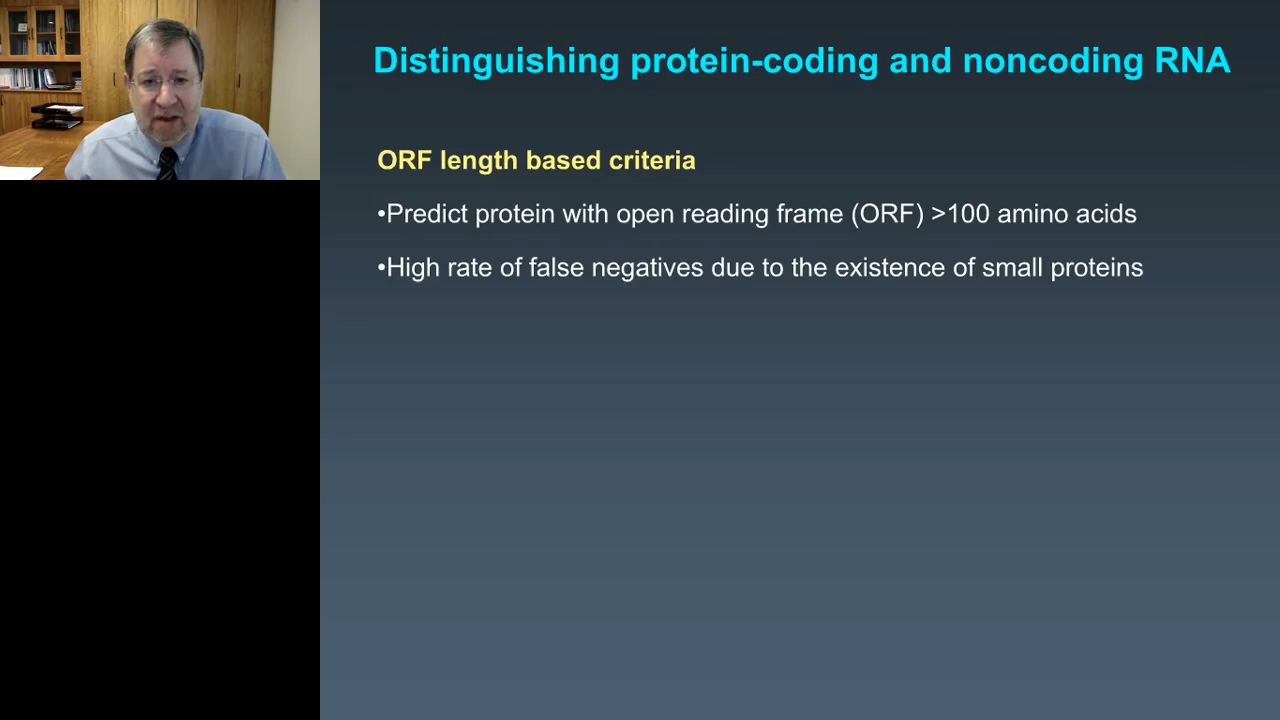 Distinguishing protein-coding and noncoding RNA
ORF length based criteria
•Predict protein with open reading frame (ORF) >100 amino acids
•High rate of false negatives due to the existence of small proteins